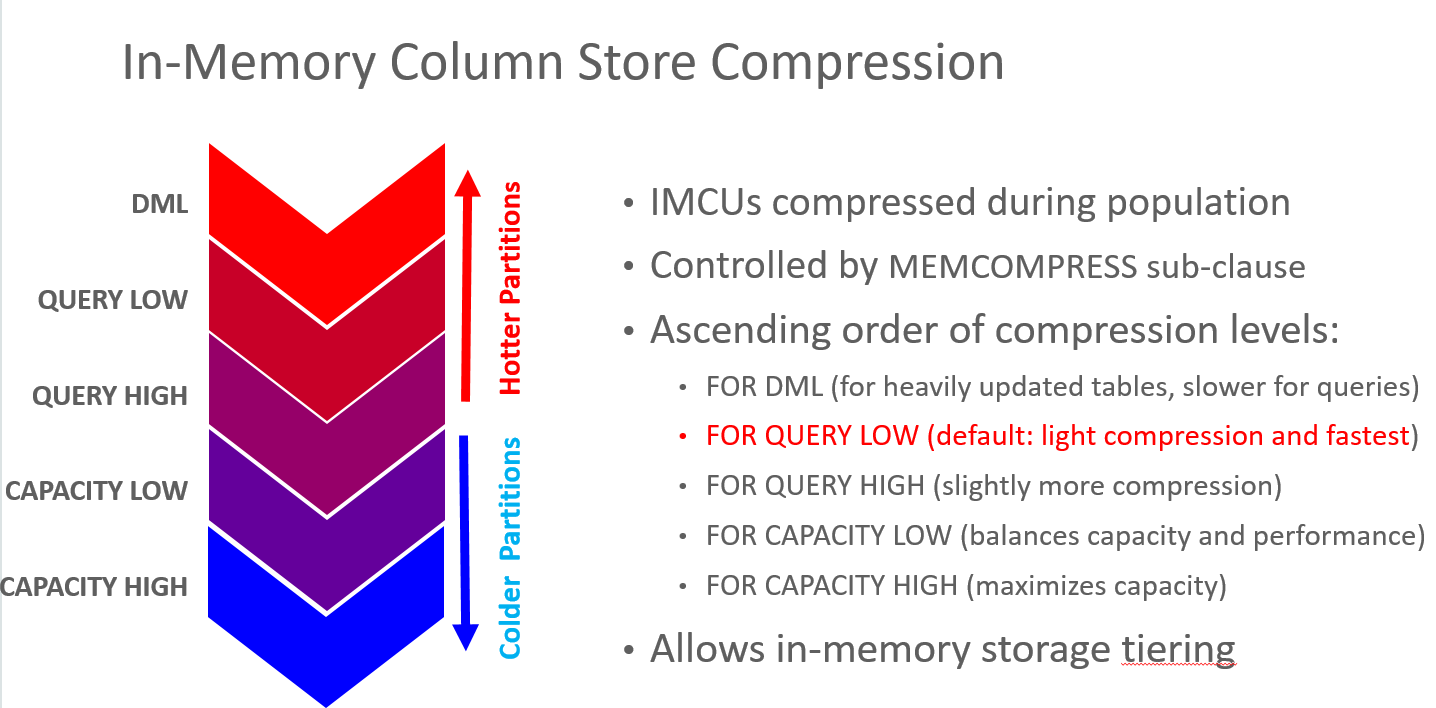 In-Memory Column Store Compression
DML
QUERY LOW
QUERY HIGH
CAPACITY LOW
CAPACITY HIGH
Hotter Partitions
Colder Partitions
• IMCUs compressed during population
• Controlled by MEMCOMPRESS sub-clause
• Ascending order of compression levels:
• FOR DML (for heavily updated tables, slower for queries)
• FOR QUERY LOW (default: light compression and fastest)
• FOR QUERY HIGH (slightly more compression)
• FOR CAPACITY LOW (balances capacity and performance)
• FOR CAPACITY HIGH (maximizes capacity)
• Allows in-memory storage tiering